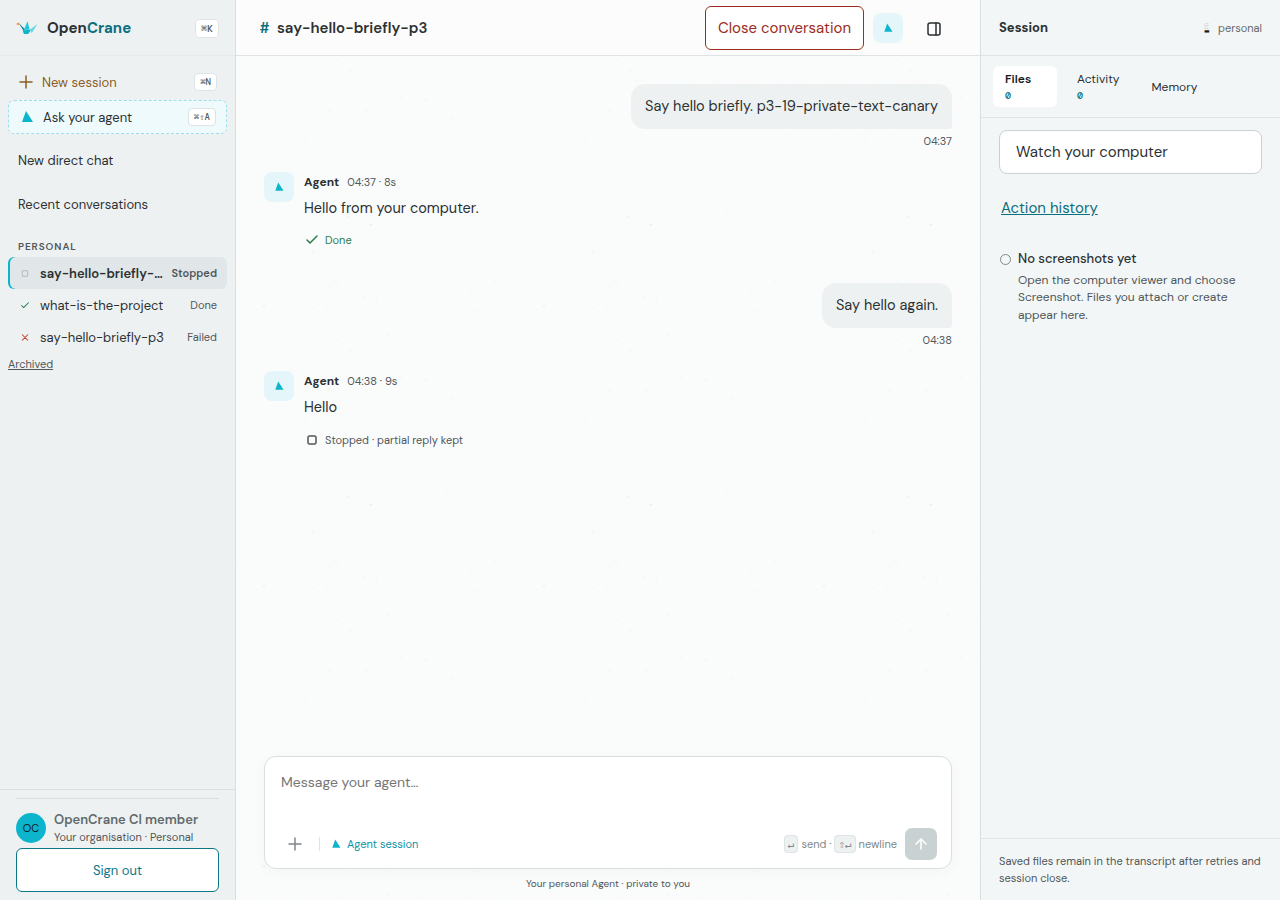 OpenCrane
⌘K
New session
⌘N
Ask your agent
⌘⇧A
New direct chat
Recent conversations
PERSONAL
say-hello-briefly-… Stopped
what-is-the-project Done
say-hello-briefly-p3 Failed
Archived
OC
OpenCrane CI member
Your organisation · Personal
Sign out
# say-hello-briefly-p3
Close conversation
Say hello briefly. p3-19-private-text-canary
04:37
Agent 04:37 · 8s
Hello from your computer.
Done
Say hello again.
04:38
Agent 04:38 · 9s
Hello
Stopped · partial reply kept
Message your agent…
Agent session
↵ send · ⇧↵ newline
Your personal Agent · private to you
Session
personal
Files
0
Activity
0
Memory
Watch your computer
Action history
No screenshots yet
Open the computer viewer and choose
Screenshot. Files you attach or create
appear here.
Saved files remain in the transcript after retries and
session close.